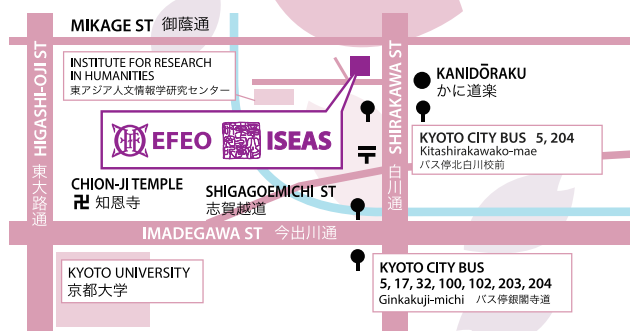 MIKAGE ST 御蔭通
HIGASHI-OJI ST 東大路通
INSTITUTE FOR RESEARCH
IN HUMANITIES
東アジア人文情報学研究センター
SHIRAKAWA ST 白川通
KANIDŌRAKU
かに道楽
EFEO ISEAS
KYOTO CITY BUS 5, 204
Kitashirakawako-mae
バス停北白川校前
CHION-JI TEMPLE
卍 知恩寺
SHIGAGOEMICHI ST
志賀越道
IMADEGAWA ST 今出川通
KYOTO UNIVERSITY
京都大学
KYOTO CITY BUS
5, 17, 32, 100, 102, 203, 204
Ginkakuji-michi バス停銀閣寺道